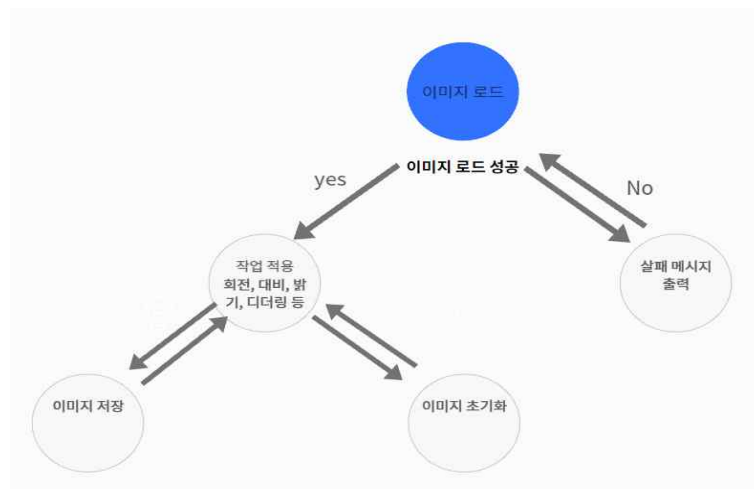 이미지 로드
이미지 로드 성공
yes
No
작업 적용
회전, 대비, 밝
기, 디더링 등
살패 메시지
출력
이미지 저장
이미지 초기화